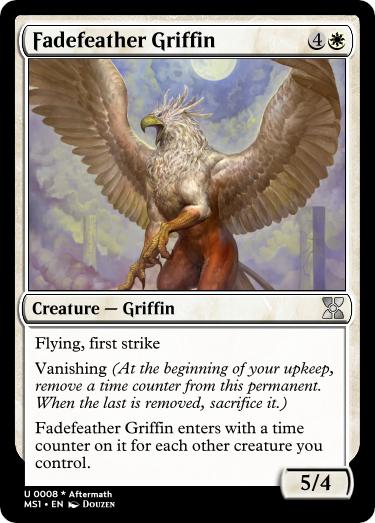 Fadefeather Griffin 4
Creature — Griffin
Flying, first strike
Vanishing (At the beginning of your upkeep,
remove a time counter from this permanent.
When the last is removed, sacrifice it.)
Fadefeather Griffin enters with a time
counter on it for each other creature you
control.
5/4
U 0008 * Aftermath
MS1 • EN Douzen